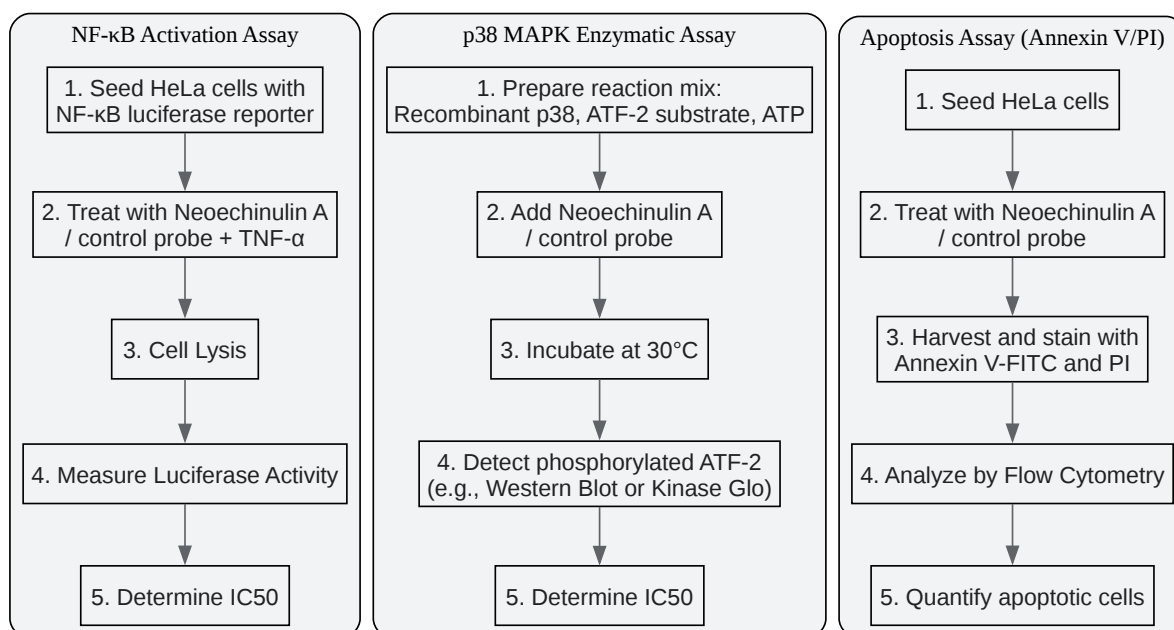 NF-κB Activation Assay
1. Seed HeLa cells with
NF-κB luciferase reporter
2. Treat with Neoechinulin A
/ control probe + TNF-α
3. Cell Lysis
4. Measure Luciferase Activity
5. Determine IC50
p38 MAPK Enzymatic Assay
1. Prepare reaction mix:
Recombinant p38, ATF-2 substrate, ATP
2. Add Neoechinulin A
/ control probe
3. Incubate at 30°C
4. Detect phosphorylated ATF-2
(e.g., Western Blot or Kinase Glo)
5. Determine IC50
Apoptosis Assay (Annexin V/PI)
1. Seed HeLa cells
2. Treat with Neoechinulin A
/ control probe
3. Harvest and stain with
Annexin V-FITC and PI
4. Analyze by Flow Cytometry
5. Quantify apoptotic cells